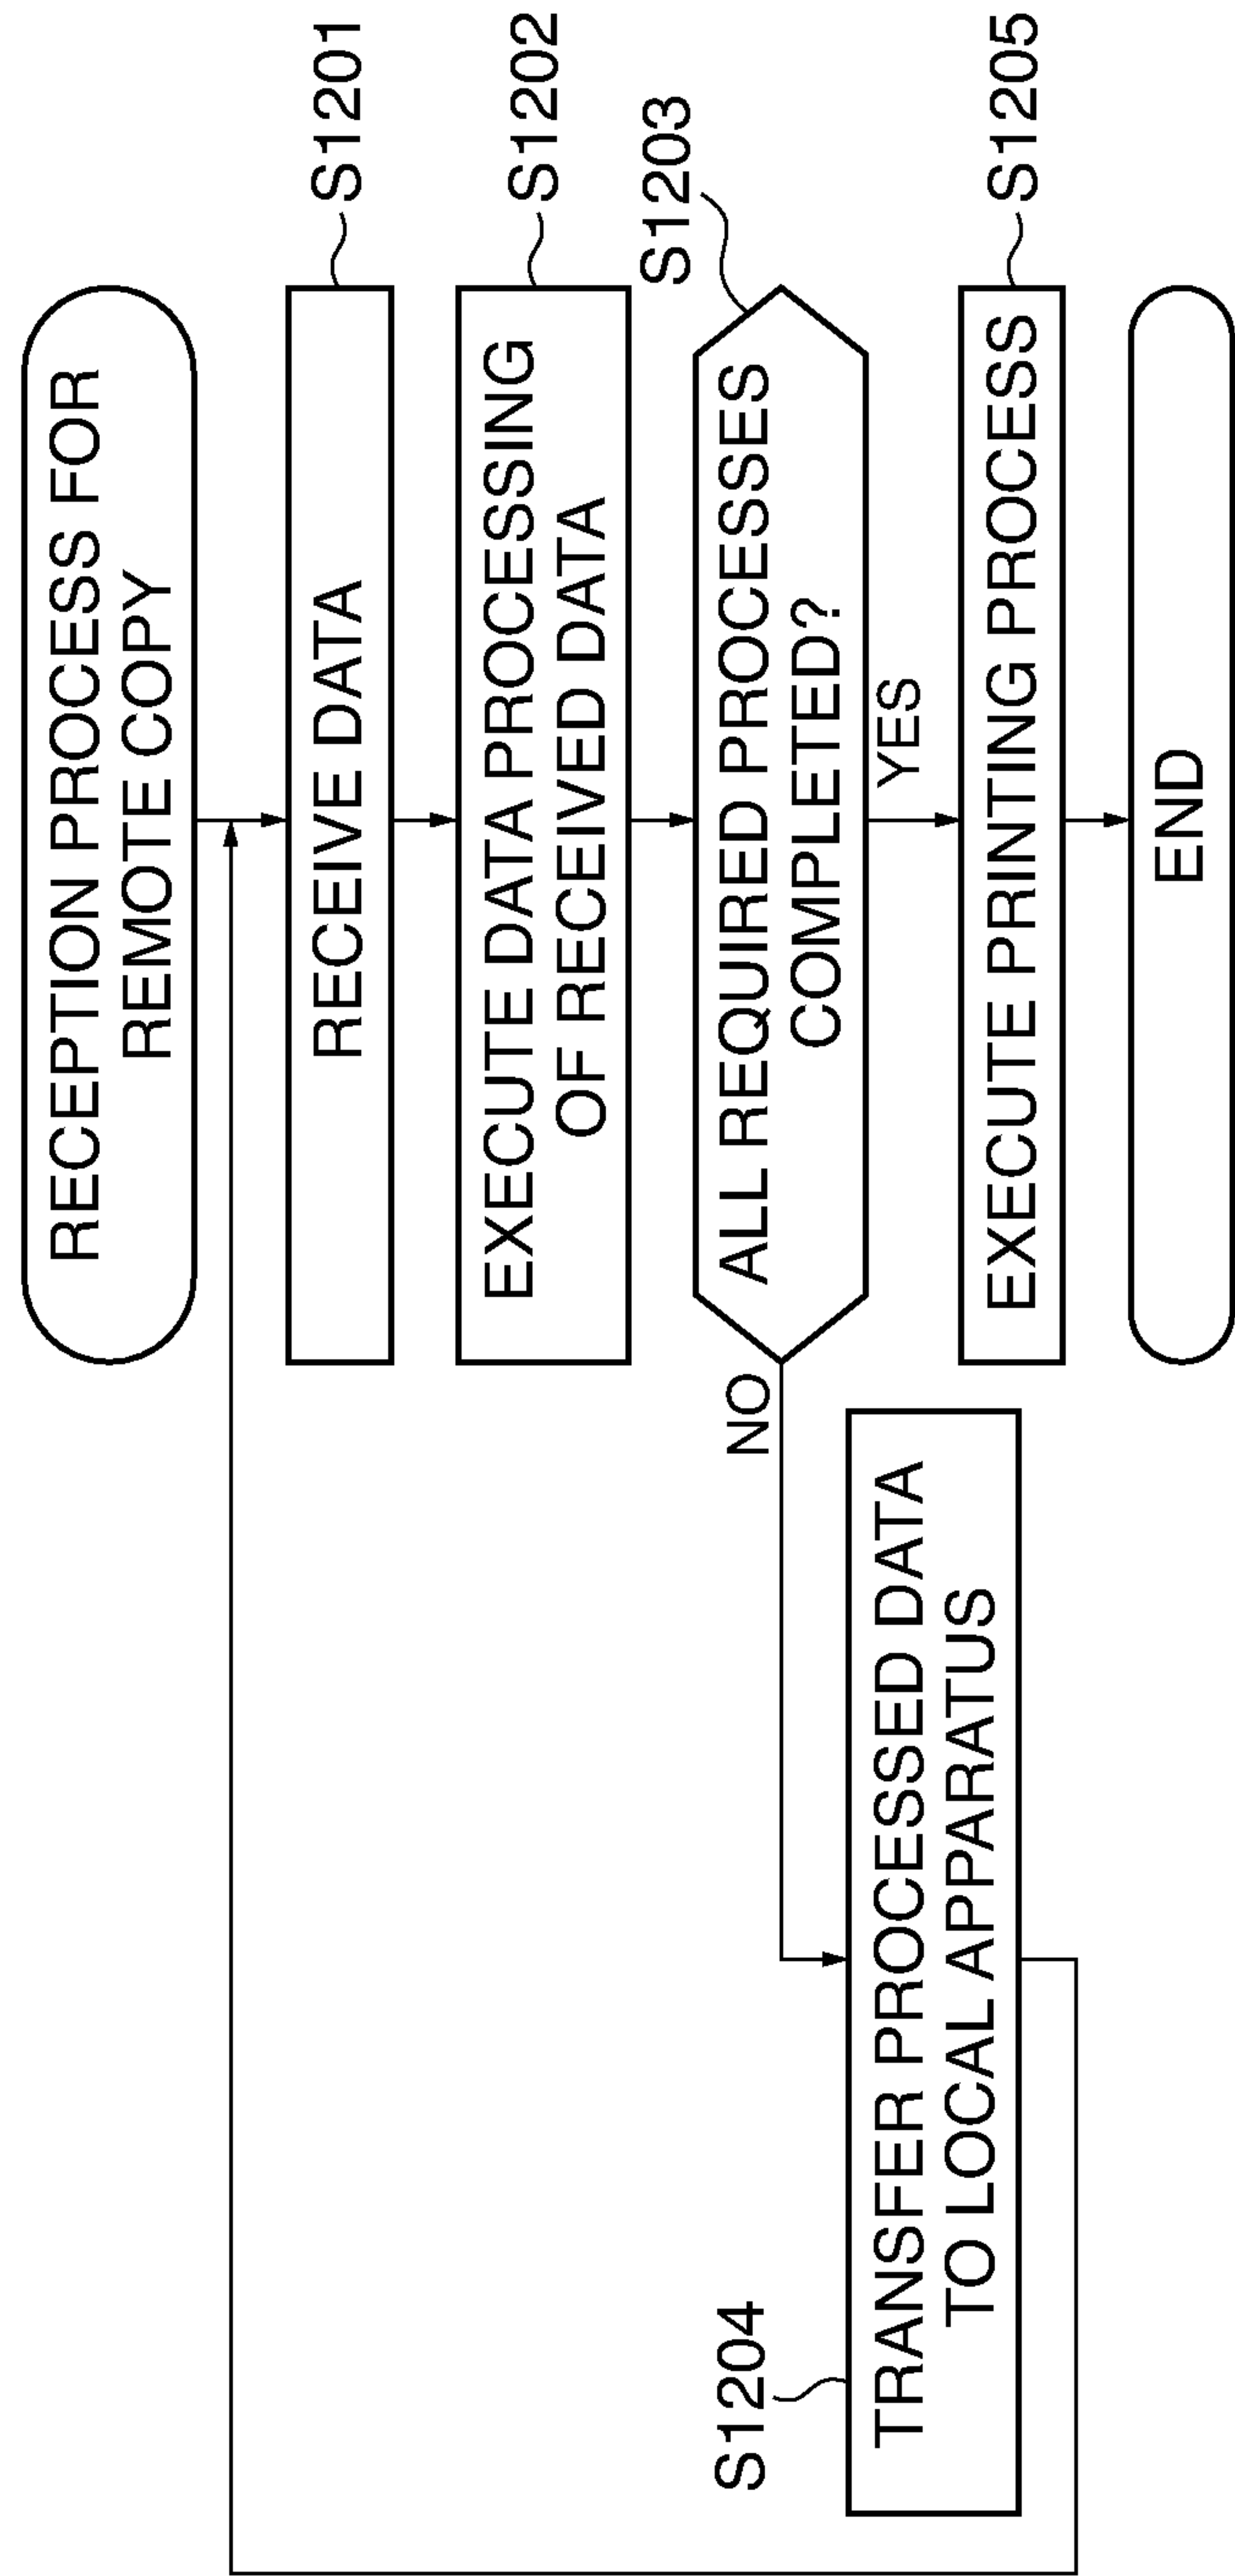 RECEPTION PROCESS FOR
REMOTE COPY
RECEIVE DATA
S1201
EXECUTE DATA PROCESSING
OF RECEIVED DATA
S1202
ALL REQUIRED PROCESSES
COMPLETED?
S1203
NO
YES
S1204
TRANSFER PROCESSED DATA
TO LOCAL APPARATUS
EXECUTE PRINTING PROCESS
S1205
END